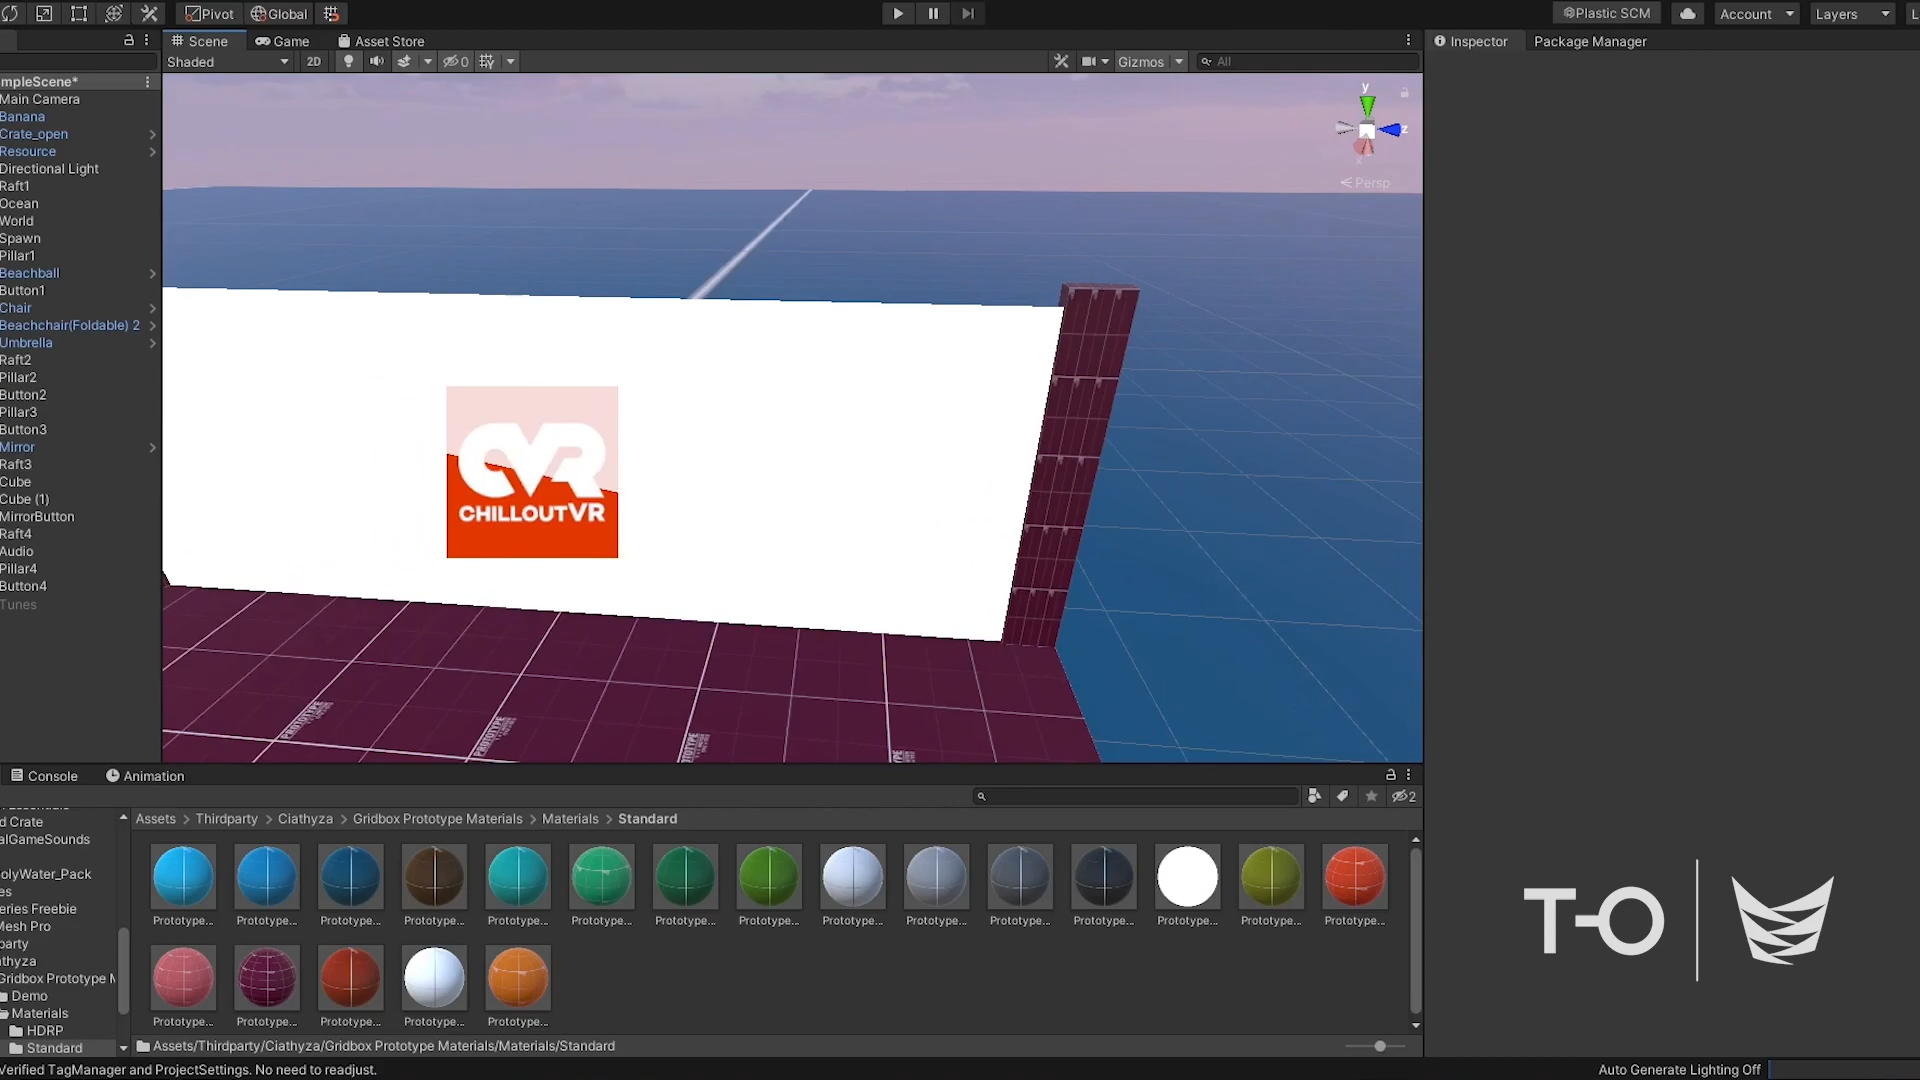 Pivot Global Plastic SCM Account Layers
Scene Game Asset Store Inspector Package Manager
Shaded 2D 0 Gizmos All
mpleScene*
Main Camera
Banana
Crate_open
Resource
Directional Light
Raft1
Ocean
World
Spawn
Pillar1
Beachball
Button1
Chair
Beachchair(Foldable) 2
Umbrella
Raft2
Pillar2
Button2
Pillar3
Button3
Mirror
Raft3
Cube
Cube (1)
MirrorButton
Raft4
Audio
Pillar4
Button4
Tunes
y
z
x
Persp
CVR
CHILLOUTVR
PROTOTYPE
PROTOTYPE
Console Animation
2
d Crate
alGameSounds
olyWater_Pack
es
eries Freebie
Mesh Pro
party
athyza
Gridbox Prototype M
Demo
Materials
HDRP
Standard
Assets > Thirdparty > Ciathyza > Gridbox Prototype Materials > Materials > Standard
Prototype... Prototype... Prototype... Prototype... Prototype... Prototype... Prototype... Prototype... Prototype... Prototype... Prototype... Prototype... Prototype... Prototype... Prototype...
Prototype... Prototype... Prototype... Prototype... Prototype...
Assets/Thirdparty/Ciathyza/Gridbox Prototype Materials/Materials/Standard
T-O
Verified TagManager and ProjectSettings. No need to readjust.
Auto Generate Lighting Off